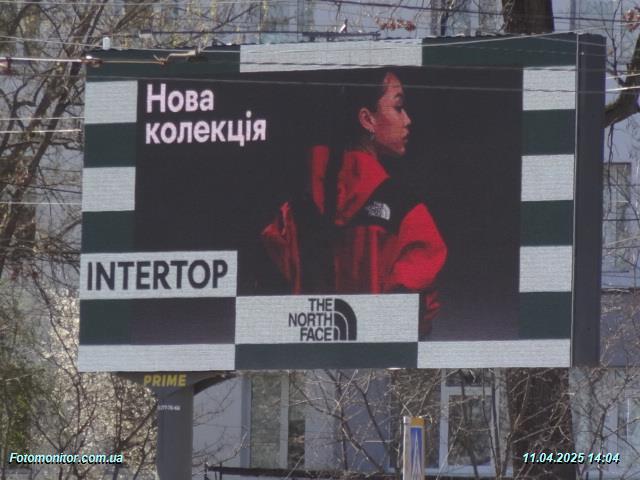 Нова
колекція
INTERTOP
THE
NORTH
FACE
PRIME
Fotomonitor.com.ua
11.04.2025 14:04